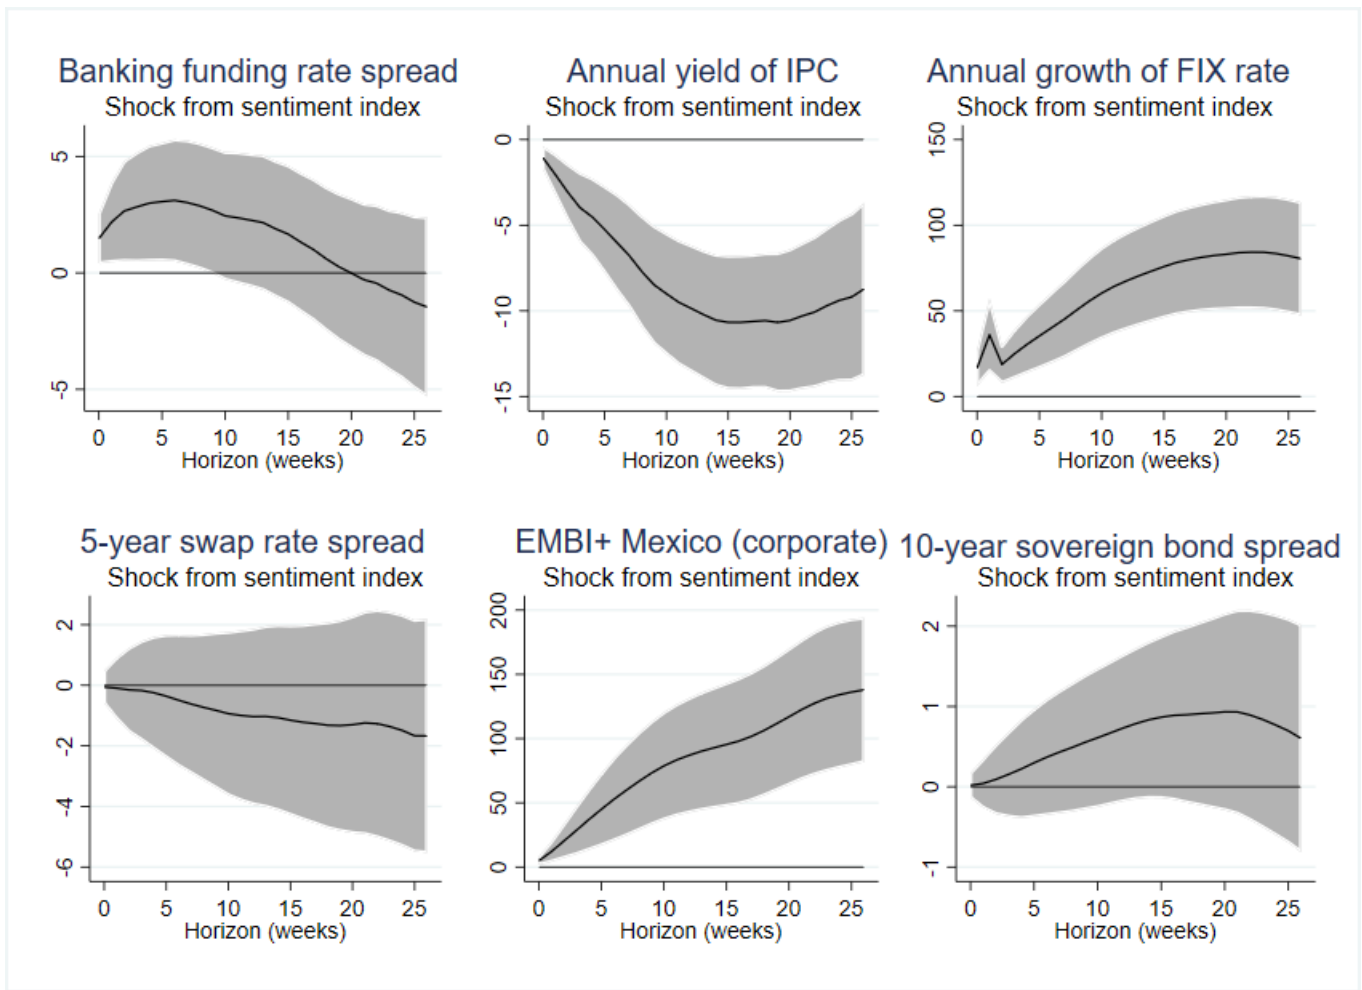 Banking funding rate spread
Shock from sentiment index
5
0
-5
0 5 10 15 20 25
Horizon (weeks)
Annual yield of IPC
Shock from sentiment index
0
-5
-10
-15
0 5 10 15 20 25
Horizon (weeks)
Annual growth of FIX rate
Shock from sentiment index
150
100
50
0
0 5 10 15 20 25
Horizon (weeks)
5-year swap rate spread
Shock from sentiment index
2
0
-2
-4
-6
0 5 10 15 20 25
Horizon (weeks)
EMBI+ Mexico (corporate)
Shock from sentiment index
200
150
100
50
0
0 5 10 15 20 25
Horizon (weeks)
10-year sovereign bond spread
Shock from sentiment index
2
1
0
-1
0 5 10 15 20 25
Horizon (weeks)